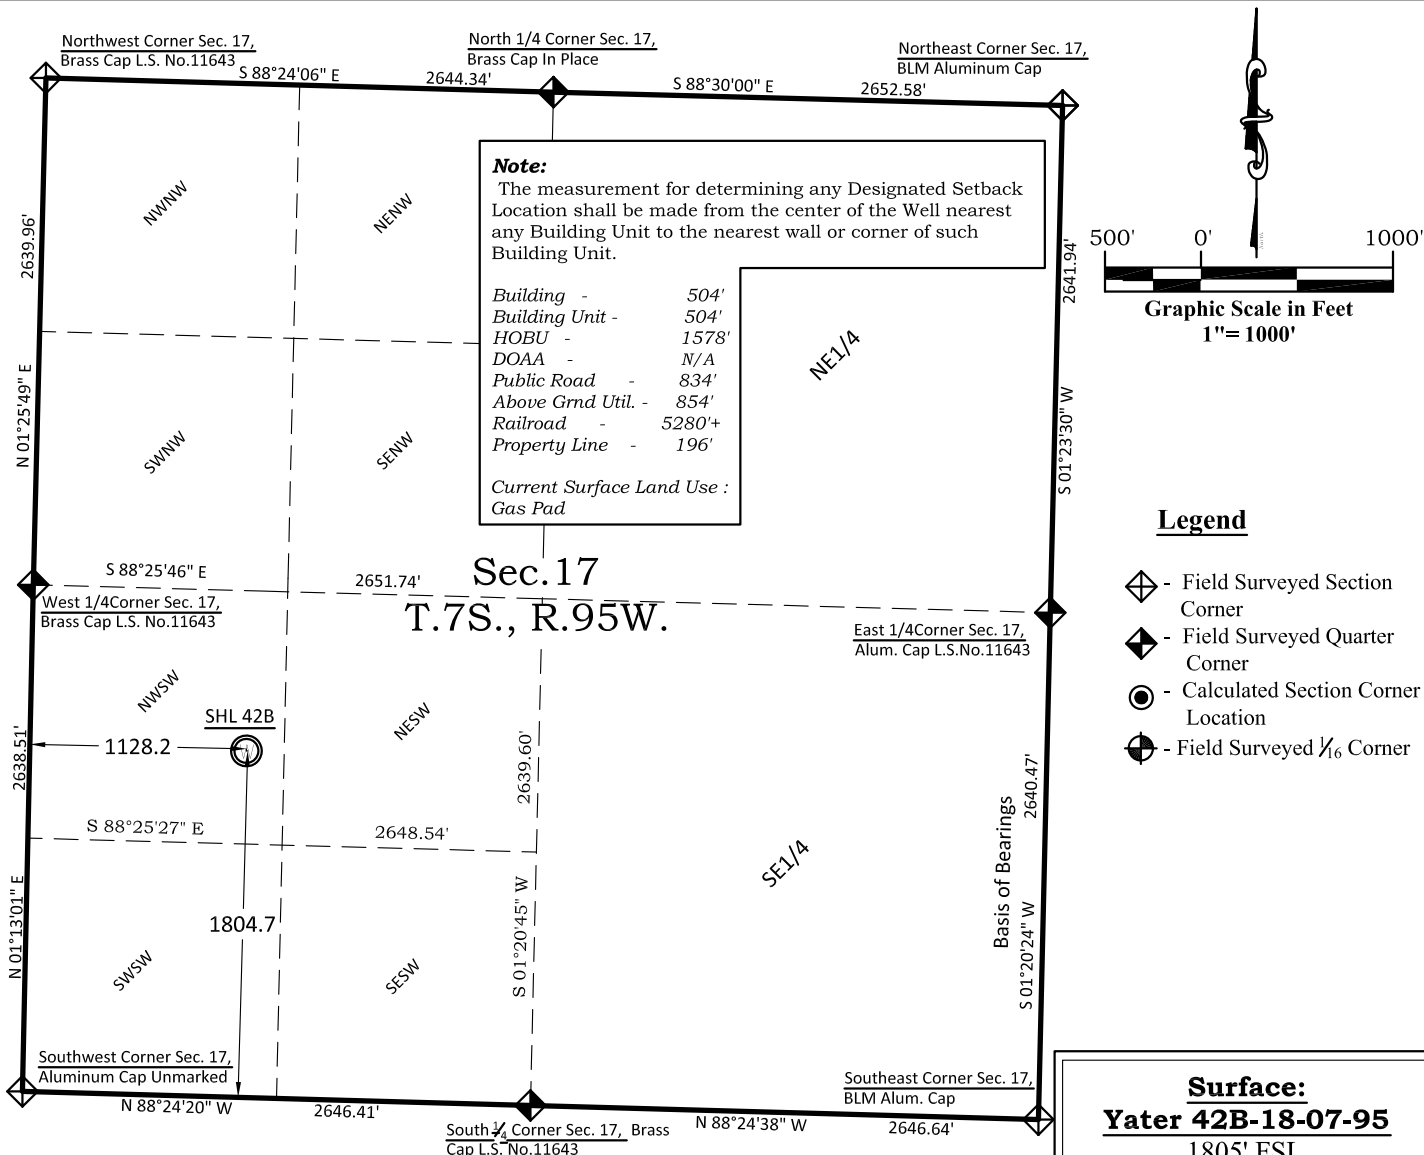 Northwest Corner Sec. 17,
Brass Cap L.S. No.11643
S 88°24'06" E
2644.34'
North 1/4 Corner Sec. 17,
Brass Cap In Place
S 88°30'00" E
2652.58'
Northeast Corner Sec. 17,
BLM Aluminum Cap
500'
0'
1000'
Graphic Scale in Feet
1"= 1000'
Note:
The measurement for determining any Designated Setback
Location shall be made from the center of the Well nearest
any Building Unit to the nearest wall or corner of such
Building Unit.
Building - 504'
Building Unit - 504'
HOBU - 1578'
DOAA - N/A
Public Road - 834'
Above Grnd Util. - 854'
Railroad - 5280'+
Property Line - 196'
Current Surface Land Use :
Gas Pad
NWNW
NENW
2639.96'
N 01°25'49" E
SWNW
SENW
NE1/4
2641.94'
S 01°23'30" W
S 88°25'46" E
2651.74'
Sec.17
T.7S., R.95W.
West 1/4Corner Sec. 17,
Brass Cap L.S. No.11643
East 1/4Corner Sec. 17,
Alum. Cap L.S.No.11643
Legend
- Field Surveyed Section
Corner
- Field Surveyed Quarter
Corner
- Calculated Section Corner
Location
- Field Surveyed 1/16 Corner
NWSW
NESW
SHL 42B
1128.2
2638.51'
2639.60'
2640.47'
Basis of Bearings
S 88°25'27" E
2648.54'
SE1/4
N 01°13'01" E
1804.7
S 01°20'45" W
S 01°20'24" W
SWSW
SESW
Southwest Corner Sec. 17,
Aluminum Cap Unmarked
N 88°24'20" W
2646.41'
South 1/4 Corner Sec. 17, Brass
Cap L.S. No.11643
N 88°24'38" W
2646.64'
Southeast Corner Sec. 17,
BLM Alum. Cap
Surface:
Yater 42B-18-07-95
1805' FSL